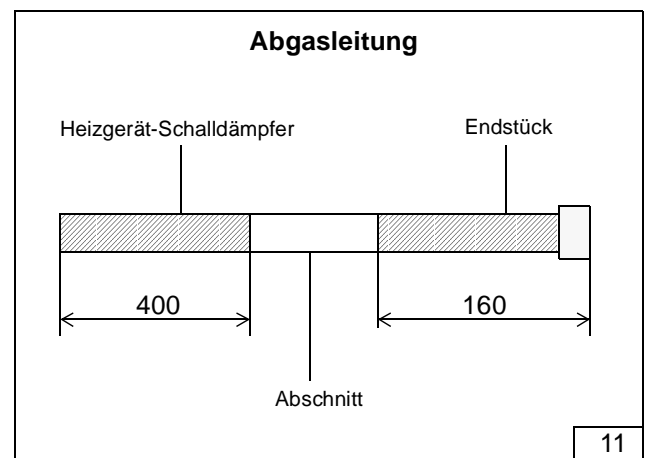 Abgasleitung
Heizgerät-Schalldämpfer
Endstück
400
160
Abschnitt
11